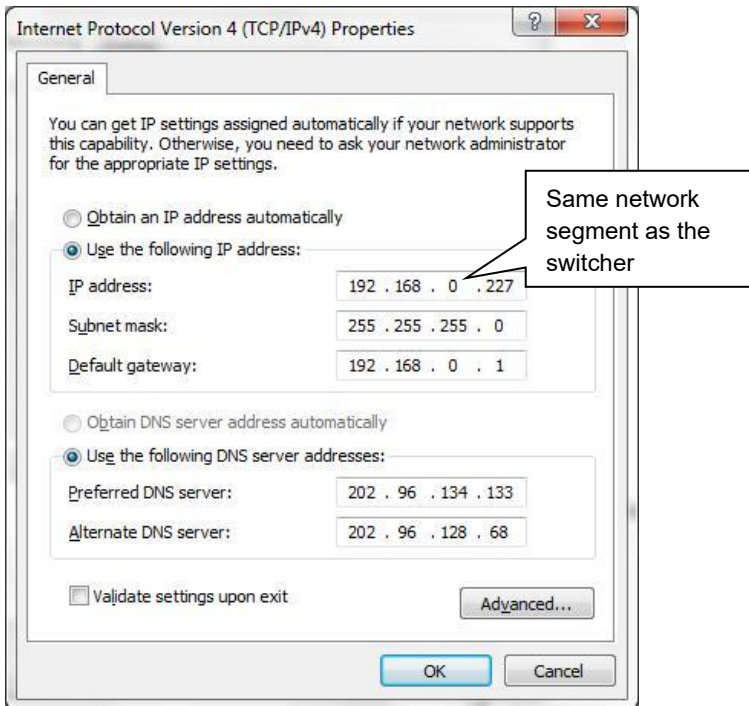 Internet Protocol Version 4 (TCP/IPv4) Properties
General
You can get IP settings assigned automatically if your network supports
this capability. Otherwise, you need to ask your network administrator
for the appropriate IP settings.
Obtain an IP address automatically
Use the following IP address:
IP address: 192 . 168 . 0 . 227
Subnet mask: 255 . 255 . 255 . 0
Default gateway: 192 . 168 . 0 . 1
Same network
segment as the
switcher
Obtain DNS server address automatically
Use the following DNS server addresses:
Preferred DNS server: 202 . 96 . 134 . 133
Alternate DNS server: 202 . 96 . 128 . 68
Validate settings upon exit
Advanced...
OK Cancel